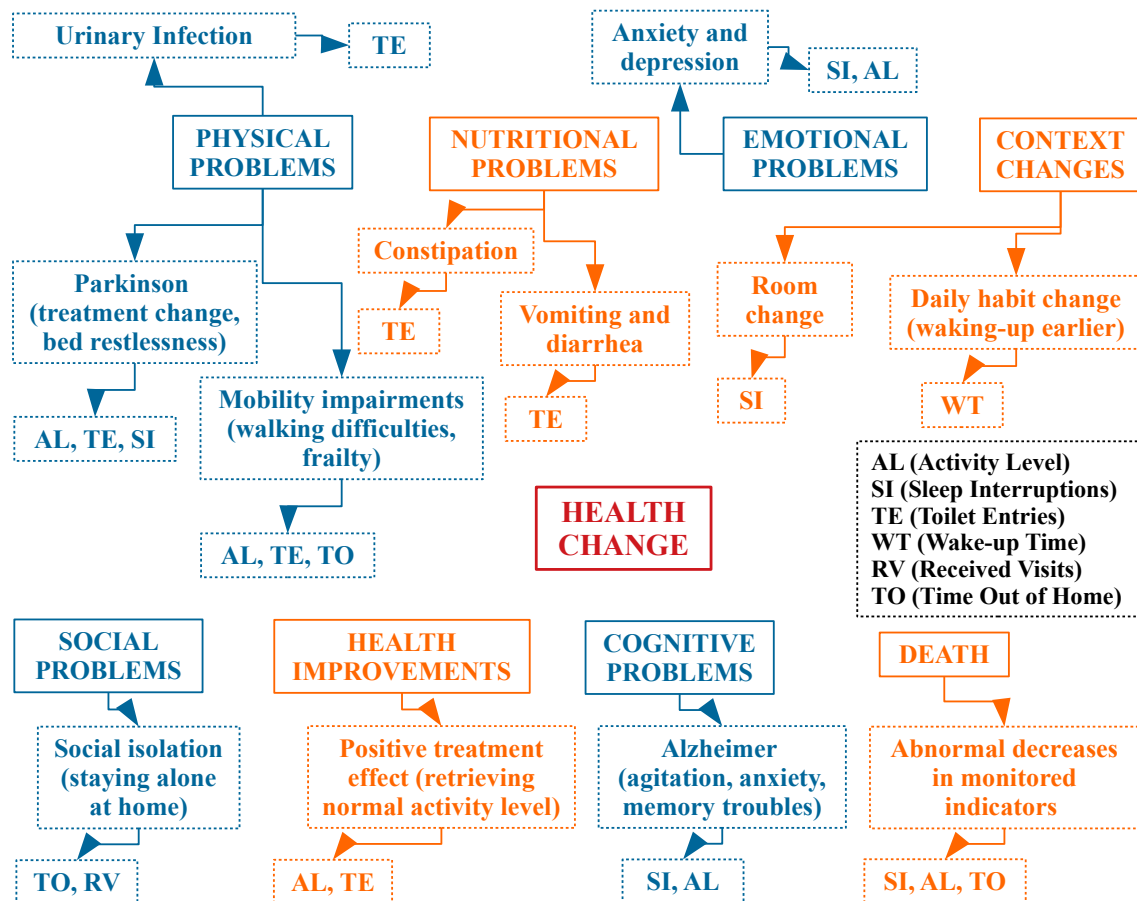 Urinary Infection
TE
Anxiety and
depression
SI, AL
PHYSICAL
PROBLEMS
NUTRITIONAL
PROBLEMS
EMOTIONAL
PROBLEMS
CONTEXT
CHANGES
Parkinson
(treatment change,
bed restlessness)
AL, TE, SI
Mobility impairments
(walking difficulties,
frailty)
AL, TE, TO
Constipation
TE
Vomiting and
diarrhea
TE
Room
change
SI
Daily habit change
(waking-up earlier)
WT
HEALTH
CHANGE
AL (Activity Level)
SI (Sleep Interruptions)
TE (Toilet Entries)
WT (Wake-up Time)
RV (Received Visits)
TO (Time Out of Home)
SOCIAL
PROBLEMS
Social isolation
(staying alone
at home)
TO, RV
HEALTH
IMPROVEMENTS
Positive treatment
effect (retrieving
normal activity level)
AL, TE
COGNITIVE
PROBLEMS
Alzheimer
(agitation, anxiety,
memory troubles)
SI, AL
DEATH
Abnormal decreases
in monitored
indicators
SI, AL, TO